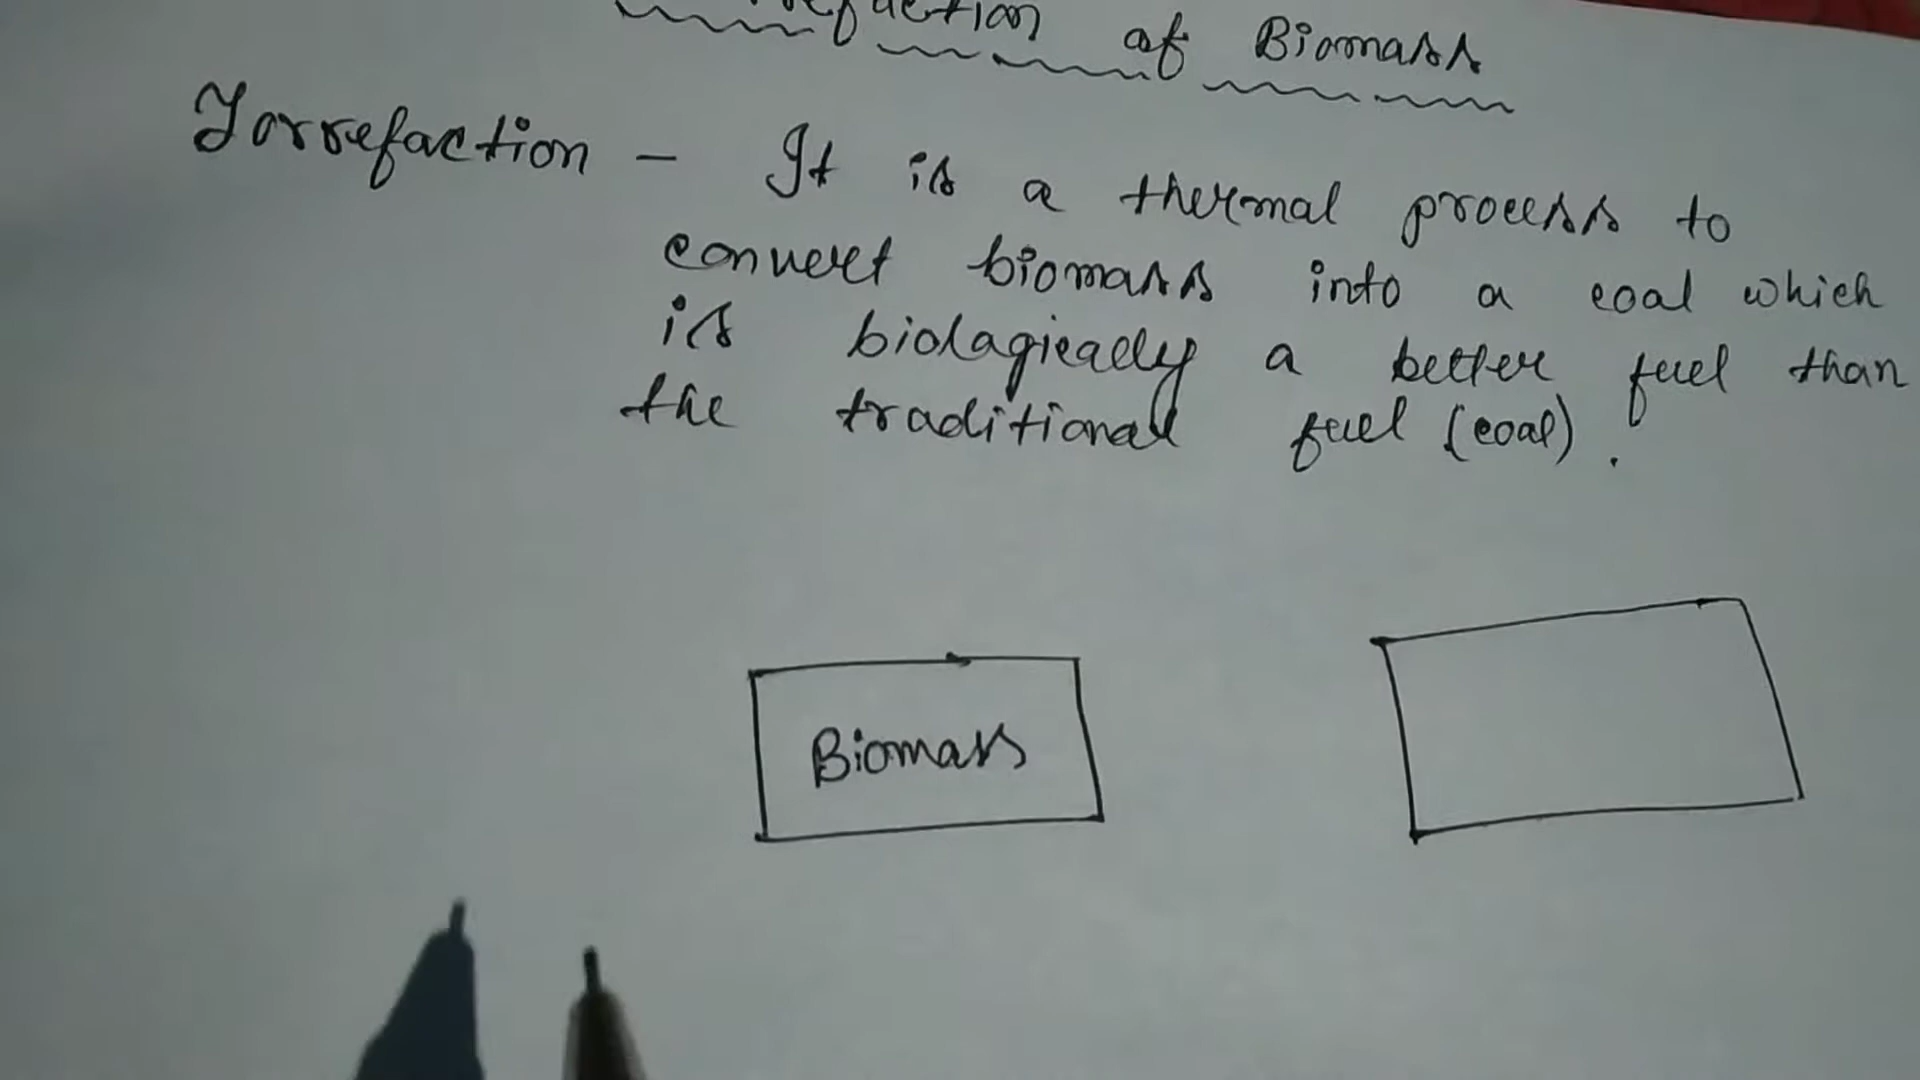 refaction of Biomass
Torrefaction - It is a thermal process to
convert biomass into a coal which
is biologically a better fuel than
the traditional fuel (coal).
Biomass